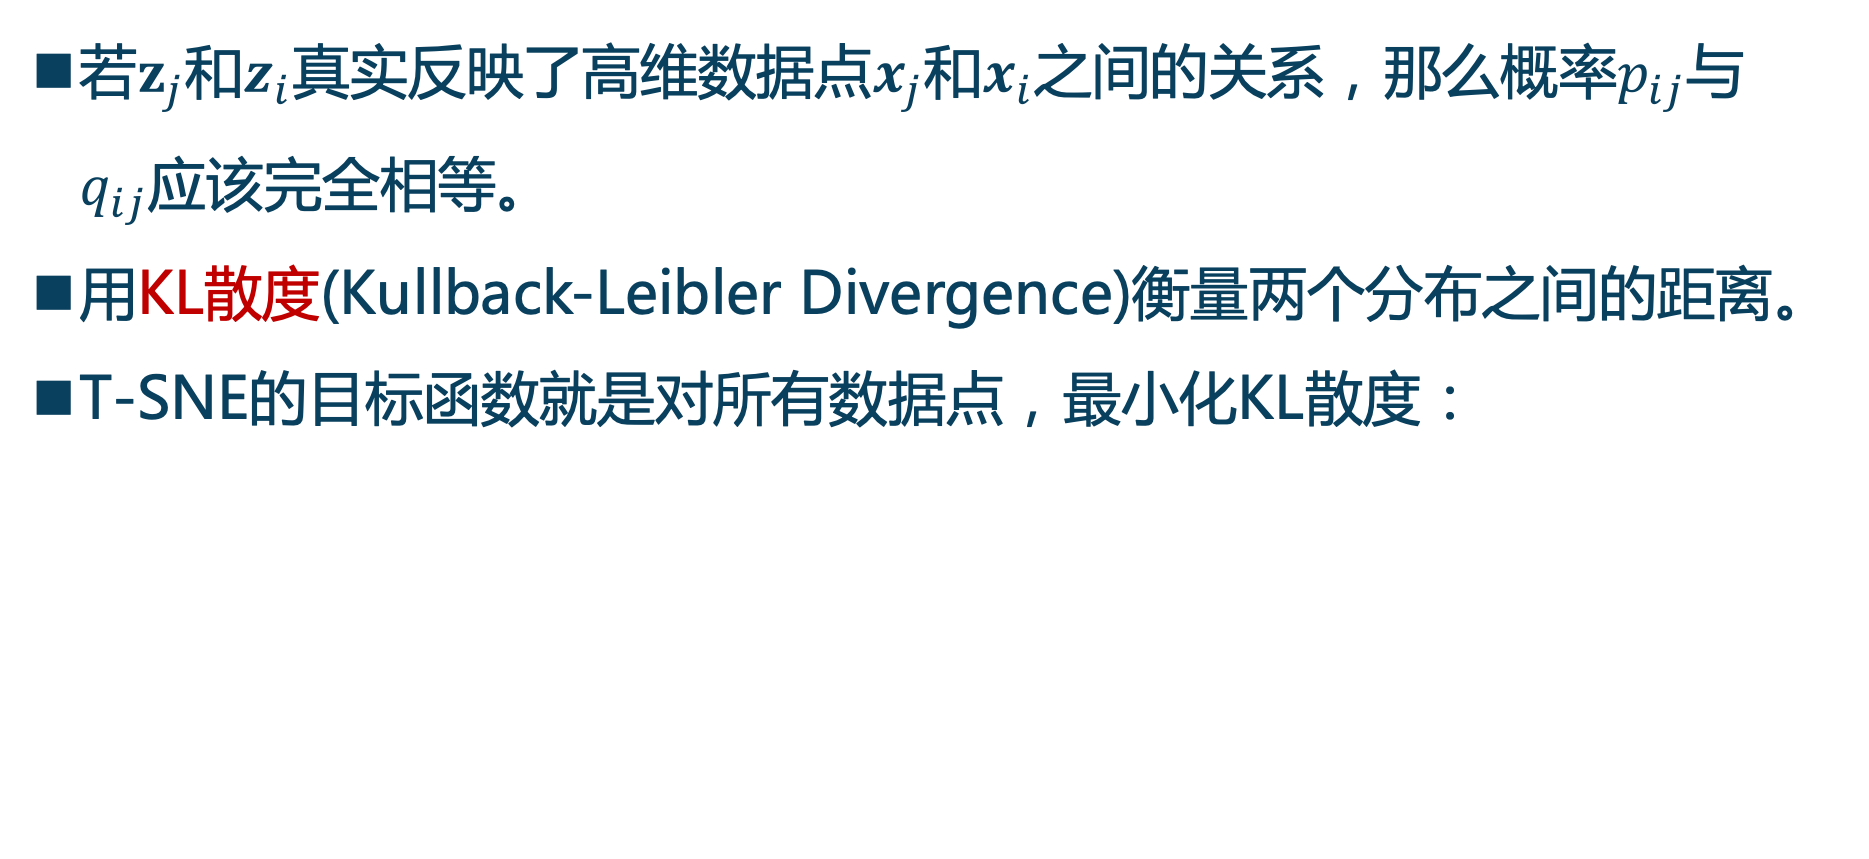 ■若𝐳ⱼ和𝒛ᵢ真实反映了高维数据点𝒙ⱼ和𝒙ᵢ之间的关系，那么概率𝑝ᵢⱼ与
𝑞ᵢⱼ应该完全相等。
■用KL散度(Kullback-Leibler Divergence)衡量两个分布之间的距离。
■T-SNE的目标函数就是对所有数据点，最小化KL散度：